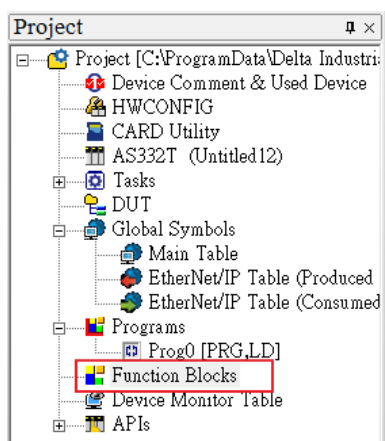 Project
Project [C:\ProgramData\Delta Industri
Device Comment & Used Device
HWCONFIG
CARD Utility
AS332T (Untitled12)
Tasks
DUT
Global Symbols
Main Table
EtherNet/IP Table (Produced
EtherNet/IP Table (Consumed
Programs
Prog0 [PRG,LD]
Function Blocks
Device Monitor Table
APIs